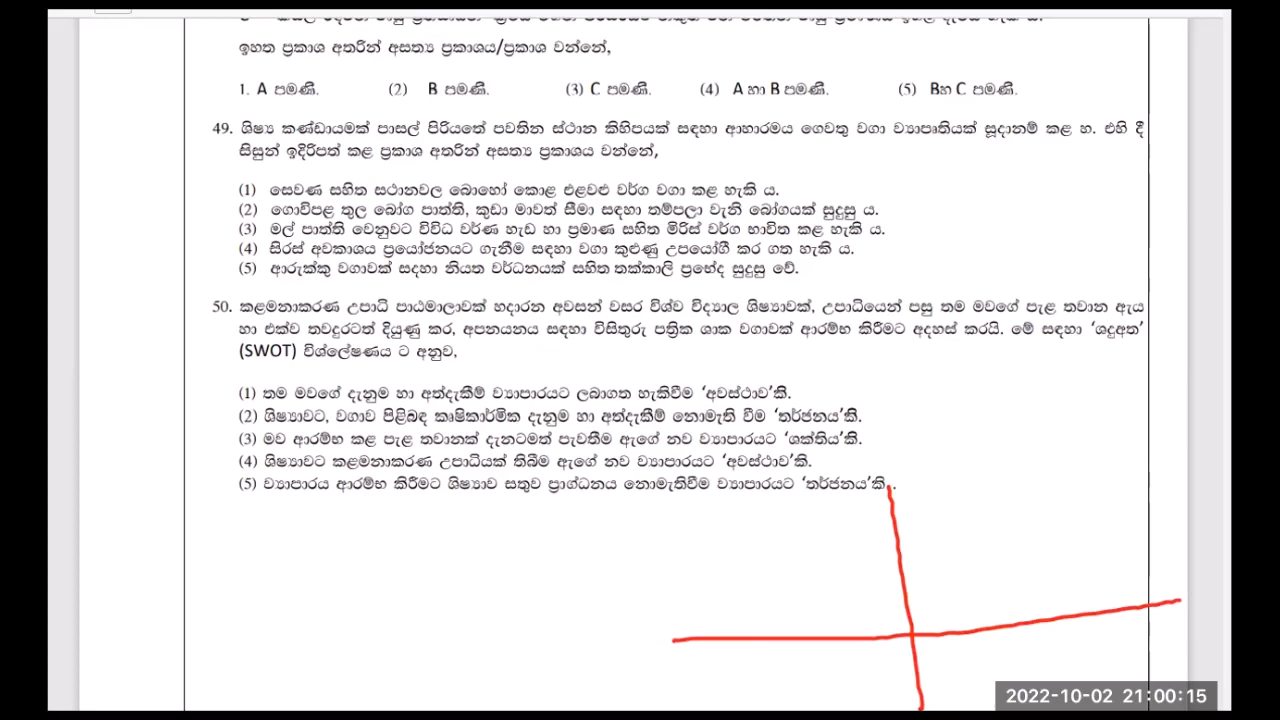 ඉහත ප්‍රකාශ අතරින් අසත්‍ය ප්‍රකාශය/ප්‍රකාශ වන්නේ,
1. A පමණි. (2) B පමණි. (3) C පමණි. (4) A හා B පමණි. (5) Bහ C පමණි.
49. ශිෂ්‍ය කණ්ඩායමක් පාසල් පිරියතේ පවතින ස්ථාන කිහිපයක් සඳහා ආහාරමය ගෙවතු වගා ව්‍යාපෘතියක් සූදානම් කළ හ. එහි දී
සිසුන් ඉදිරිපත් කළ ප්‍රකාශ අතරින් අසත්‍ය ප්‍රකාශය වන්නේ,
(1) සෙවණ සහිත සථානවල බොහෝ කොළ එළවළු වර්ග වගා කළ හැකි ය.
(2) ගොවිපළ තුල බෝග පාත්ති, කුඩා මාවත් සීමා සඳහා තම්පලා වැනි බෝගයක් සුදුසු ය.
(3) මල් පාත්ති වෙනුවට විවිධ වර්ණ හැඩ හා ප්‍රමාණ සහිත මිරිස් වර්ග භාවිත කළ හැකි ය.
(4) සිරස් අවකාශය ප්‍රයෝජනයට ගැනීම සඳහා වගා කුළුණු උපයෝගී කර ගත හැකි ය.
(5) ආරුක්කු වගාවක් සදහා නියත වර්ධනයක් සහිත තක්කාලි ප්‍රභේද සුදුසු වේ.
50. කළමනාකරණ උපාධි පාඨමාලාවක් හදාරන අවසන් වසර විශ්ව විද්‍යාල ශිෂ්‍යාවක්, උපාධියෙන් පසු තම මවගේ පැළ තවාන ඇය
හා එක්ව තවදුරටත් දියුණු කර, අපනයනය සඳහා විසිතුරු පත්‍රික ශාක වගාවක් ආරම්භ කිරීමට අදහස් කරයි. මේ සඳහා ‘ශදුඅත’
(SWOT) විශ්ලේෂණය ට අනුව,
(1) තම මවගේ දැනුම හා අත්දැකීම් ව්‍යාපාරයට ලබාගත හැකිවීම ‘අවස්ථාව’කි.
(2) ශිෂ්‍යාවට, වගාව පිළිබඳ කෘෂිකාර්මික දැනුම හා අත්දැකීම් නොමැති වීම ‘තර්ජනය’කි.
(3) මව ආරම්භ කළ පැළ තවානක් දැනටමත් පැවතීම ඇගේ නව ව්‍යාපාරයට ‘ශක්තිය’කි.
(4) ශිෂ්‍යාවට කළමනාකරණ උපාධියක් තිබීම ඇගේ නව ව්‍යාපාරයට ‘අවස්ථාව’කි.
(5) ව්‍යාපාරය ආරම්භ කිරීමට ශිෂ්‍යාව සතුව ප්‍රාග්ධනය නොමැතිවීම ව්‍යාපාරයට ‘තර්ජනය’කි .
2022-10-02 21:00:15